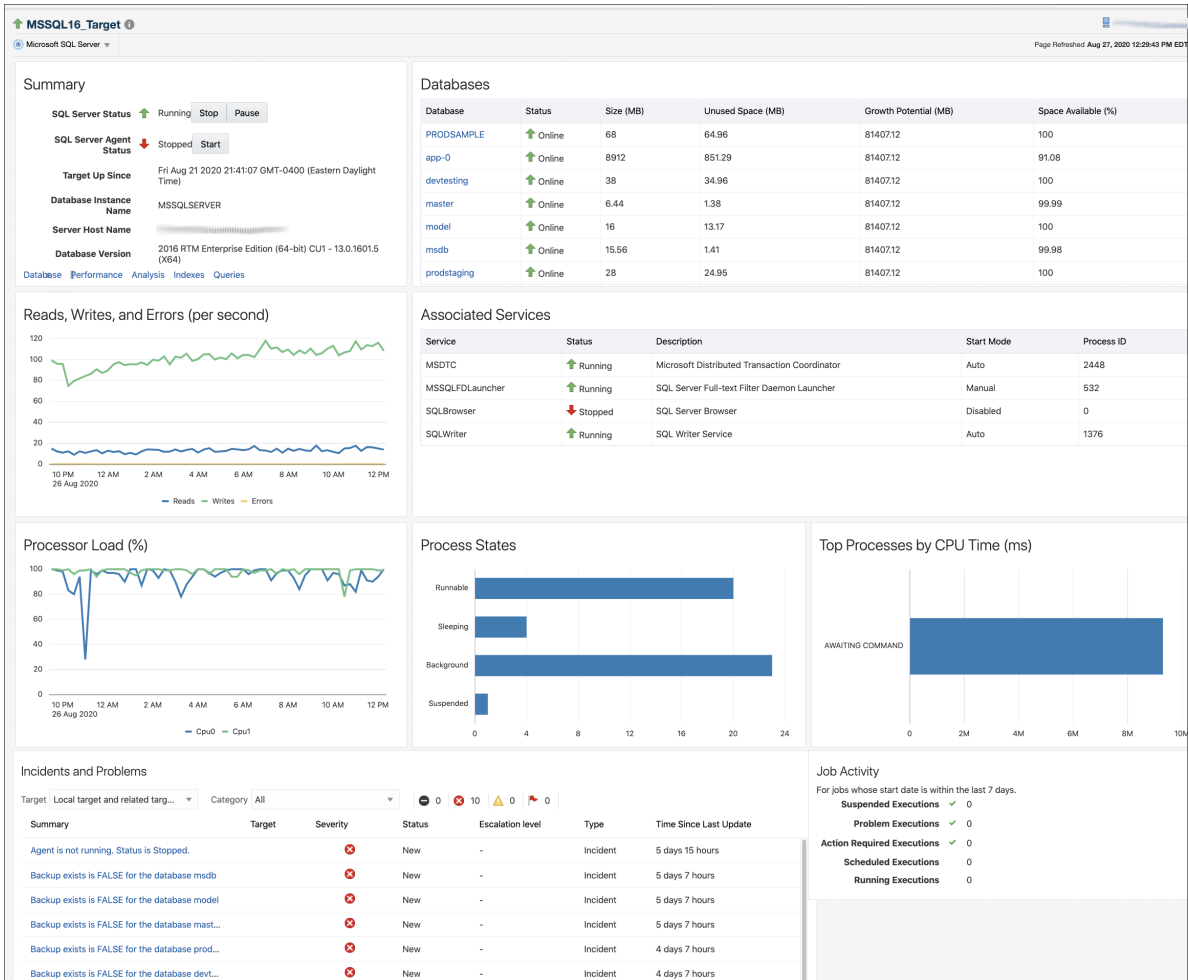 MSSQL16_Target
Microsoft SQL Server
Page Refreshed Aug 27, 2020 12:29:43 PM EDT
Summary
SQL Server Status Running Stop Pause
SQL Server Agent Status Stopped Start
Target Up Since Fri Aug 21 2020 21:41:07 GMT-0400 (Eastern Daylight Time)
Database Instance Name MSSQLSERVER
Server Host Name
Database Version 2016 RTM Enterprise Edition (64-bit) CU1 - 13.0.1601.5 (X64)
Database Performance Analysis Indexes Queries
Databases
Database Status Size (MB) Unused Space (MB) Growth Potential (MB) Space Available (%)
PRODSAMPLE Online 68 64.96 81407.12 100
app-0 Online 8912 851.29 81407.12 91.08
devtesting Online 38 34.96 81407.12 100
master Online 6.44 1.38 81407.12 99.99
model Online 16 13.17 81407.12 100
msdb Online 15.56 1.41 81407.12 99.98
prodstaging Online 28 24.95 81407.12 100
Reads, Writes, and Errors (per second)
120
100
80
60
40
20
0
10 PM 12 AM 2 AM 4 AM 6 AM 8 AM 10 AM 12 PM
26 Aug 2020
Reads Writes Errors
Associated Services
Service Status Description Start Mode Process ID
MSDTC Running Microsoft Distributed Transaction Coordinator Auto 2448
MSSQLFDLauncher Running SQL Server Full-text Filter Daemon Launcher Manual 532
SQLBrowser Stopped SQL Server Browser Disabled 0
SQLWriter Running SQL Writer Service Auto 1376
Processor Load (%)
100
80
60
40
20
0
10 PM 12 AM 2 AM 4 AM 6 AM 8 AM 10 AM 12 PM
26 Aug 2020
Cpu0 Cpu1
Process States
Runnable
Sleeping
Background
Suspended
0 4 8 12 16 20 24
Top Processes by CPU Time (ms)
AWAITING COMMAND
0 2M 4M 6M 8M 10M
Incidents and Problems
Target Local target and related targ... Category All 0 10 0 0
Summary Target Severity Status Escalation level Type Time Since Last Update
Agent is not running. Status is Stopped. New - Incident 5 days 15 hours
Backup exists is FALSE for the database msdb New - Incident 5 days 7 hours
Backup exists is FALSE for the database model New - Incident 5 days 7 hours
Backup exists is FALSE for the database mast... New - Incident 5 days 7 hours
Backup exists is FALSE for the database prod... New - Incident 4 days 7 hours
Backup exists is FALSE for the database devt... New - Incident 4 days 7 hours
Job Activity
For jobs whose start date is within the last 7 days.
Suspended Executions 0
Problem Executions 0
Action Required Executions 0
Scheduled Executions 0
Running Executions 0